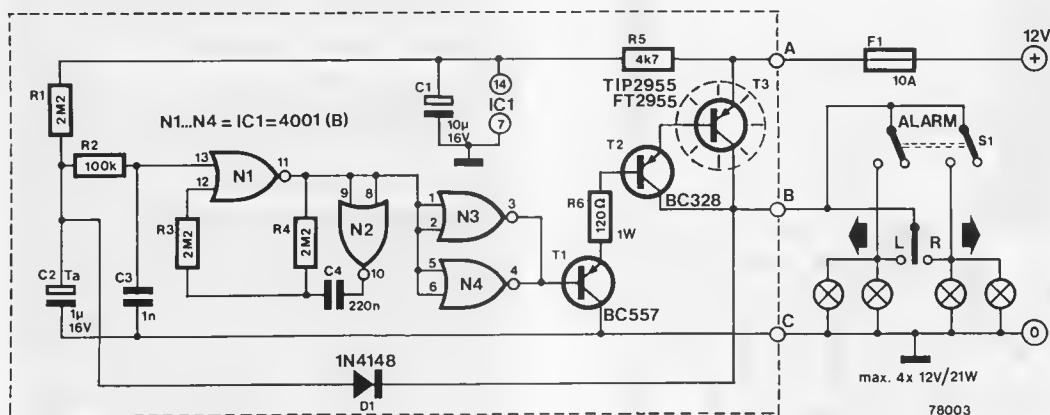 R1
2M2
R2
100k
N1...N4 = IC1 = 4001 (B)
C1
10µ
16V
14
IC1
7
R5
4k7
TIP2955
FT2955
T3
A
F1
10A
12V
+
ALARM
S1
13
12
N1
11
R3
2M2
R4
2M2
9
8
N2
10
C4
220n
1
2
N3
3
5
6
N4
4
T2
BC328
R6
120Ω
1W
T1
BC557
B
L
R
C2
Ta
1µ
16V
C3
1n
C
0
1N4148
D1
max. 4x 12V/21W
78003